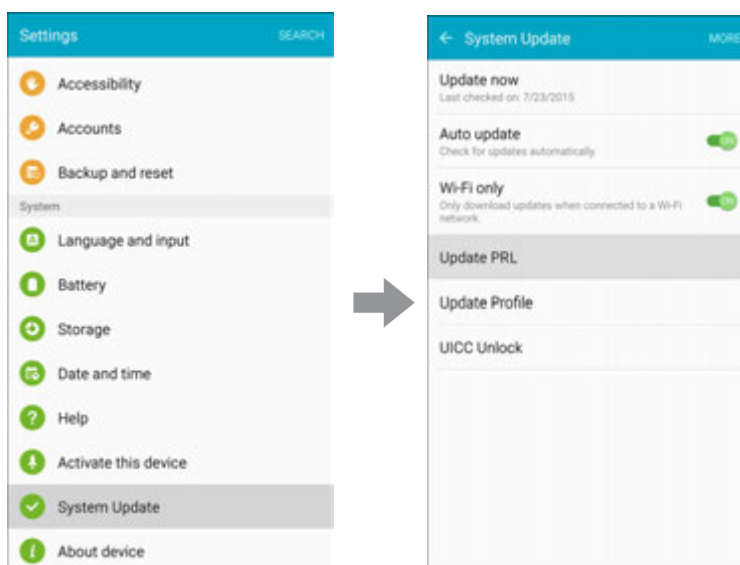 Settings
SEARCH
Accessibility
Accounts
Backup and reset
System
Language and input
Battery
Storage
Date and time
Help
Activate this device
System Update
About device
System Update
MORE
Update now
Last checked on: 7/23/2015
Auto update
Check for updates automatically.
ON
Wi-Fi only
Only download updates when connected to a Wi-Fi
network.
ON
Update PRL
Update Profile
UICC Unlock